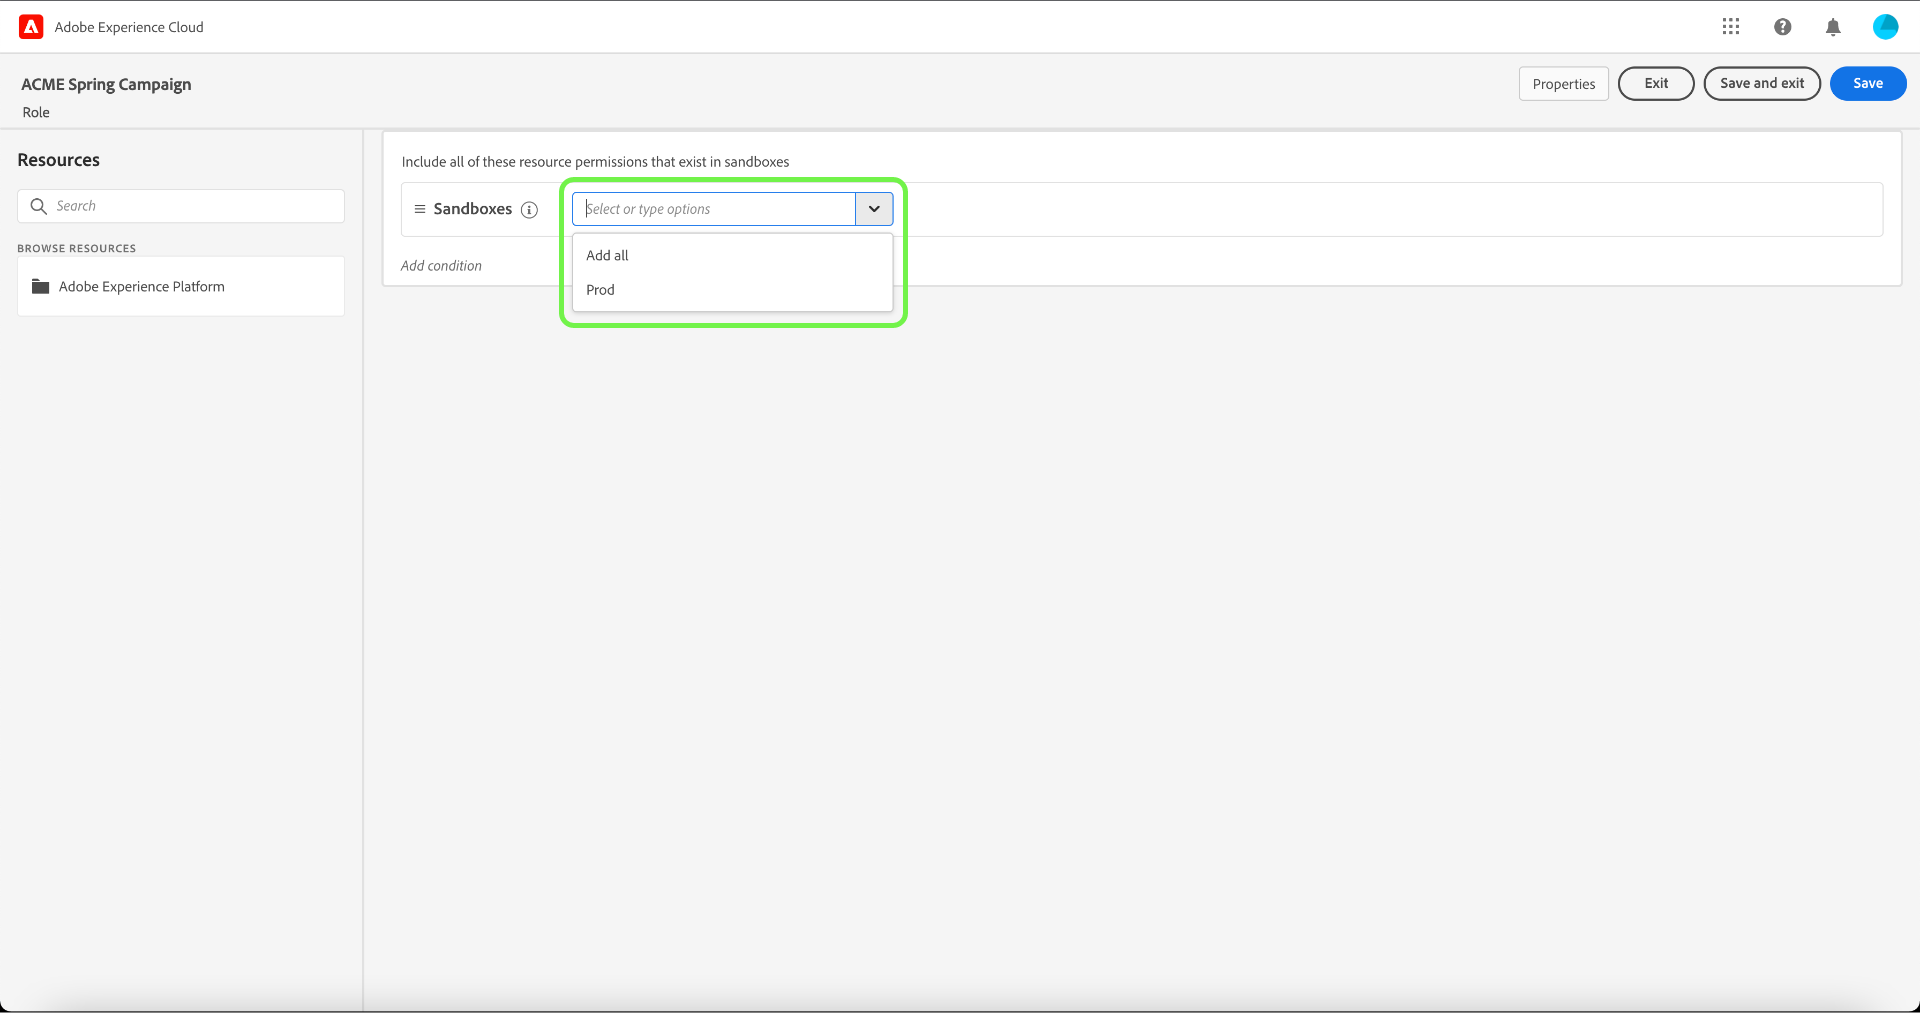 Adobe Experience Cloud
ACME Spring Campaign
Role
Properties
Exit
Save and exit
Save
Resources
Search
BROWSE RESOURCES
Adobe Experience Platform
Include all of these resource permissions that exist in sandboxes
Sandboxes
Select or type options
Add all
Prod
Add condition